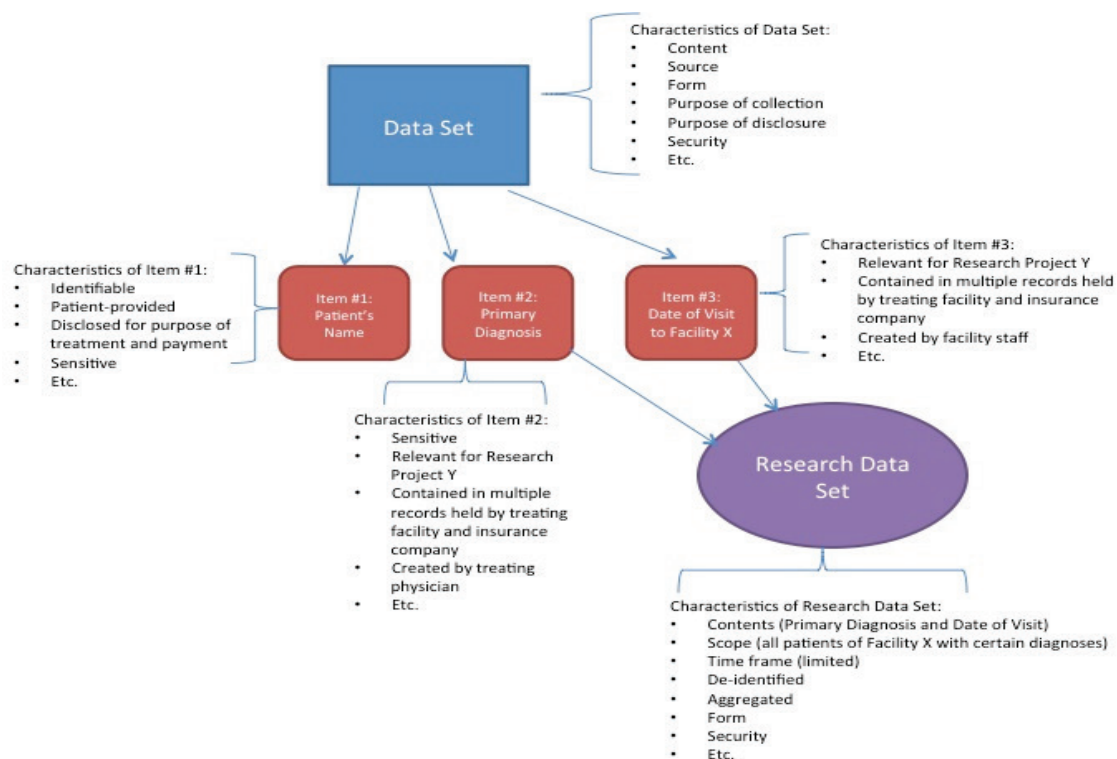 Characteristics of Data Set:
• Content
• Source
• Form
• Purpose of collection
• Purpose of disclosure
• Security
• Etc.
Data Set
Characteristics of Item #1:
• Identifiable
• Patient-provided
• Disclosed for purpose of
treatment and payment
• Sensitive
• Etc.
Item #1:
Patient's
Name
Item #2:
Primary
Diagnosis
Item #3:
Date of Visit
to Facility X
Characteristics of Item #3:
• Relevant for Research Project Y
• Contained in multiple records held
by treating facility and insurance
company
• Created by facility staff
• Etc.
Characteristics of Item #2:
• Sensitive
• Relevant for Research
Project Y
• Contained in multiple
records held by treating
facility and insurance
company
• Created by treating
physician
• Etc.
Research Data
Set
Characteristics of Research Data Set:
• Contents (Primary Diagnosis and Date of Visit)
• Scope (all patients of Facility X with certain diagnoses)
• Time frame (limited)
• De-identified
• Aggregated
• Form
• Security
• Etc.